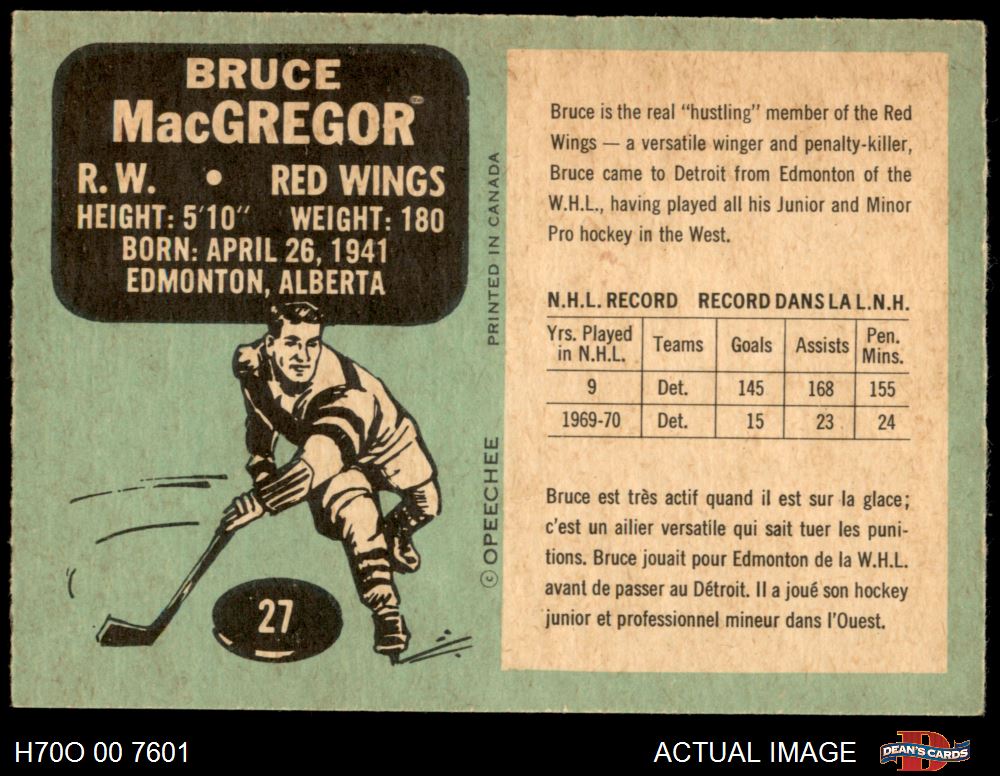 BRUCE
MacGREGOR
R. W. • RED WINGS
HEIGHT: 5'10" WEIGHT: 180
BORN: APRIL 26, 1941
EDMONTON, ALBERTA
27
© OPEECHEE PRINTED IN CANADA
Bruce is the real "hustling" member of the Red
Wings — a versatile winger and penalty-killer,
Bruce came to Detroit from Edmonton of the
W.H.L., having played all his Junior and Minor
Pro hockey in the West.
N.H.L. RECORD RECORD DANS LA L.N.H.
Yrs. Played in N.H.L. Teams Goals Assists Pen. Mins.
9 Det. 145 168 155
1969-70 Det. 15 23 24
Bruce est très actif quand il est sur la glace;
c'est un ailier versatile qui sait tuer les puni-
tions. Bruce jouait pour Edmonton de la W.H.L.
avant de passer au Détroit. Il a joué son hockey
junior et professionnel mineur dans l'Ouest.
H70O 00 7601
ACTUAL IMAGE
DEAN'S CARDS